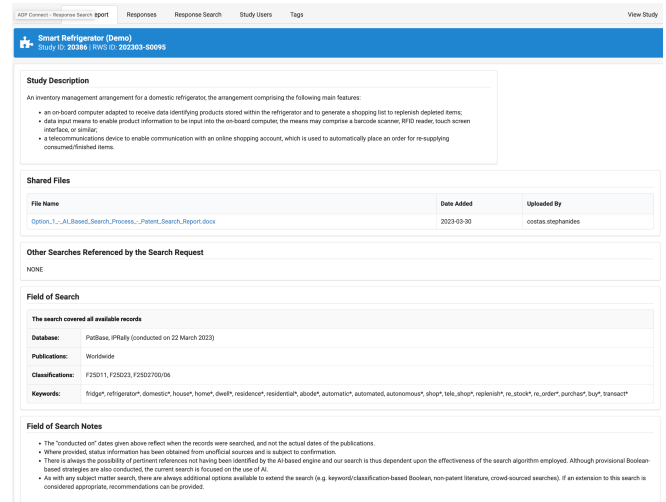 AOP Connect - Response Search
eport
Responses
Response Search
Study Users
Tags
View Study
Smart Refrigerator (Demo)
Study ID: 20386 | RWS ID: 202303-S0095
Study Description
An inventory management arrangement for a domestic refrigerator, the arrangement comprising the following main features:
• an on-board computer adapted to receive data identifying products stored within the refrigerator and to generate a shopping list to replenish depleted items;
• data input means to enable product information to be input into the on-board computer, the means may comprise a barcode scanner, RFID reader, touch screen
interface, or similar;
• a telecommunications device to enable communication with an online shopping account, which is used to automatically place an order for re-supplying
consumed/finished items.
Shared Files
File Name Date Added Uploaded By
Option_1_-_AI_Based_Search_Process_-_Patent_Search_Report.docx 2023-03-30 costas.stephanides
Other Searches Referenced by the Search Request
NONE
Field of Search
The search covered all available records
Database: PatBase, IPRally (conducted on 22 March 2023)
Publications: Worldwide
Classifications: F25D11, F25D23, F25D2700/06
Keywords: fridge*, refrigerator*, domestic*, house*, home*, dwell*, residence*, residential*, abode*, automatic*, automated, autonomous*, shop*, tele_shop*, replenish*, re_stock*, re_order*, purchas*, buy*, transact*
Field of Search Notes
• The "conducted on" dates given above reflect when the records were searched, and not the actual dates of the publications.
• Where provided, status information has been obtained from unofficial sources and is subject to confirmation.
• There is always the possibility of pertinent references not having been identified by the AI-based engine and our search is thus dependent upon the effectiveness of the search algorithm employed. Although provisional Boolean-
based strategies are also conducted, the current search is focused on the use of AI.
• As with any subject matter search, there are always additional options available to extend the search (e.g. keyword/classification-based Boolean, non-patent literature, crowd-sourced searches). If an extension to this search is
considered appropriate, recommendations can be provided.